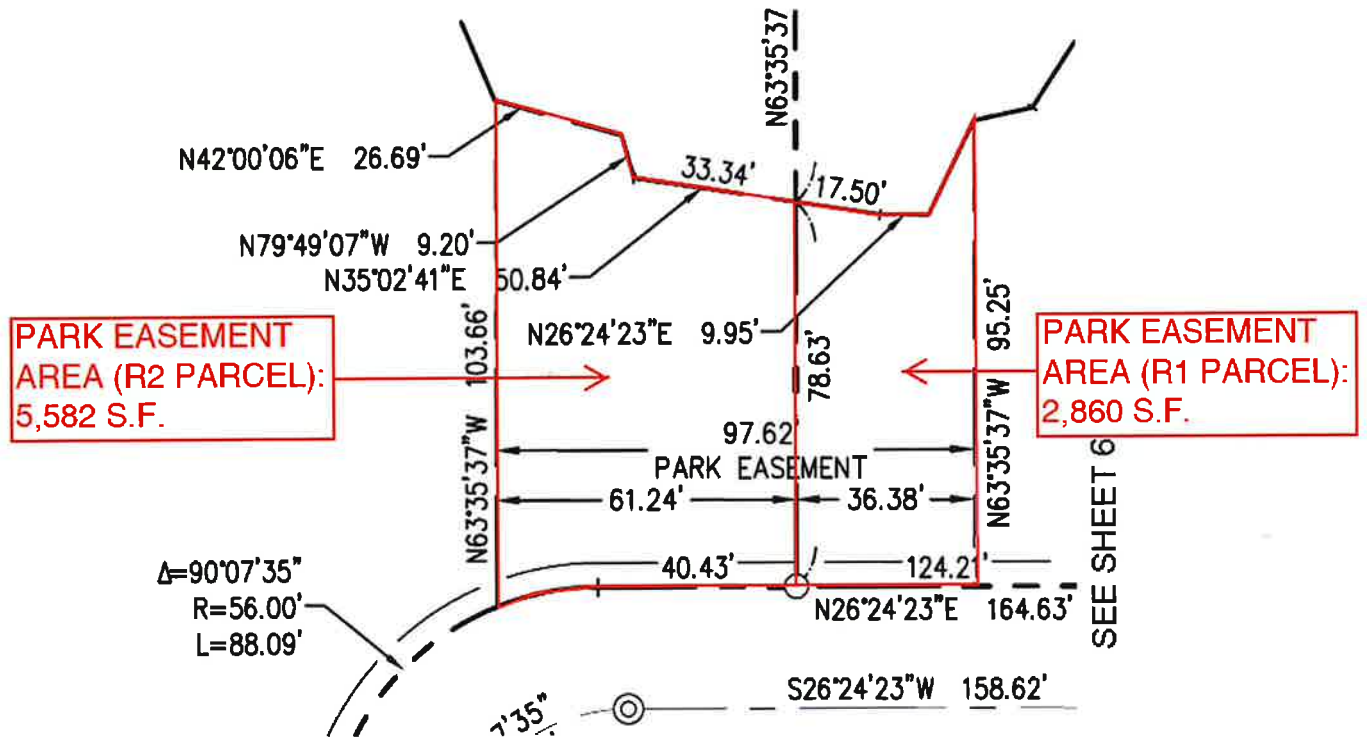 N63°35'37
N42°00'06"E 26.69'
33.34'
17.50'
N79°49'07"W 9.20'
N35°02'41"E 50.84'
N26°24'23"E 9.95'
PARK EASEMENT
AREA (R2 PARCEL):
5,582 S.F.
N63°35'37"W 103.66'
78.63'
N63°35'37"W 95.25'
PARK EASEMENT
AREA (R1 PARCEL):
2,860 S.F.
97.62'
PARK EASEMENT
61.24'
36.38'
SEE SHEET 6
40.43'
124.21'
Δ=90°07'35"
R=56.00'
L=88.09'
N26°24'23"E 164.63'
S26°24'23"W 158.62'
7'35"